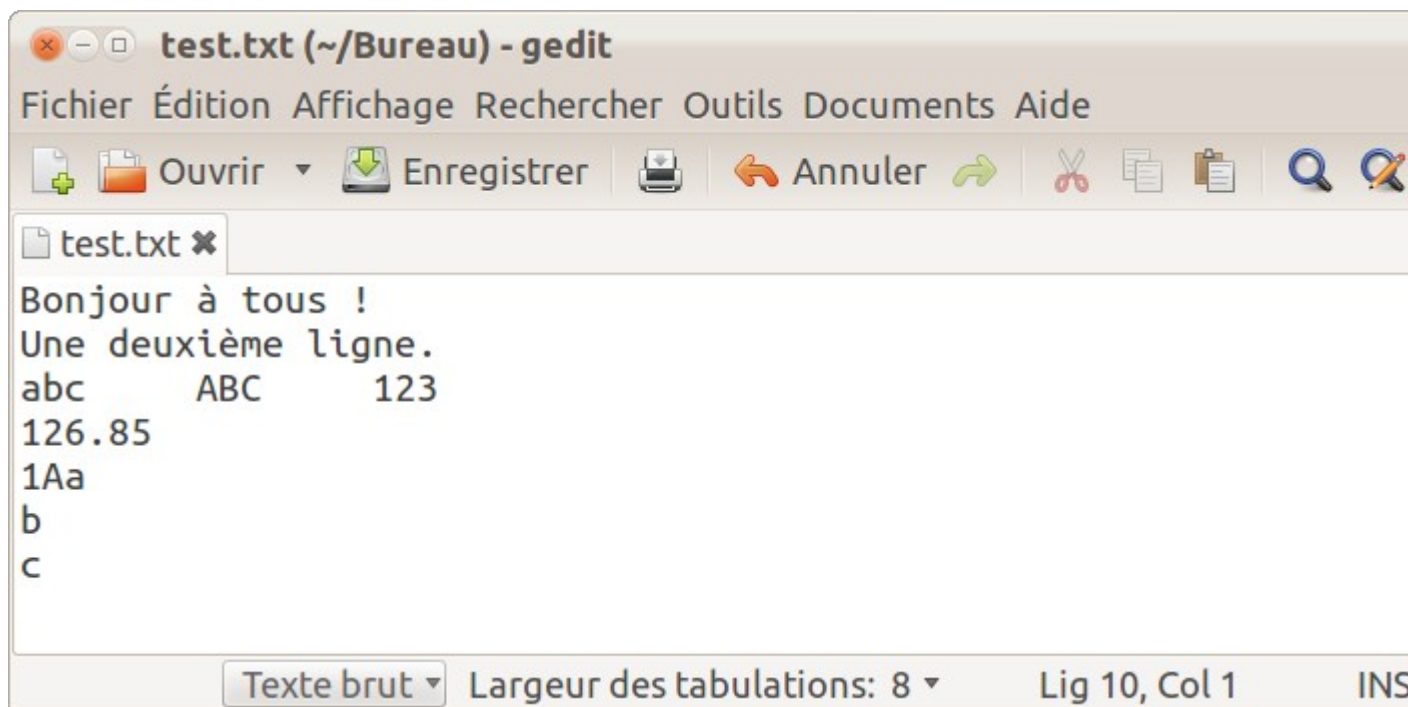 test.txt (~/Bureau) - gedit
Fichier Édition Affichage Rechercher Outils Documents Aide
Ouvrir Enregistrer Annuler
test.txt
Bonjour à tous !
Une deuxième ligne.
abc     ABC     123
126.85
1Aa
b
c
Texte brut Largeur des tabulations: 8 Lig 10, Col 1 INS